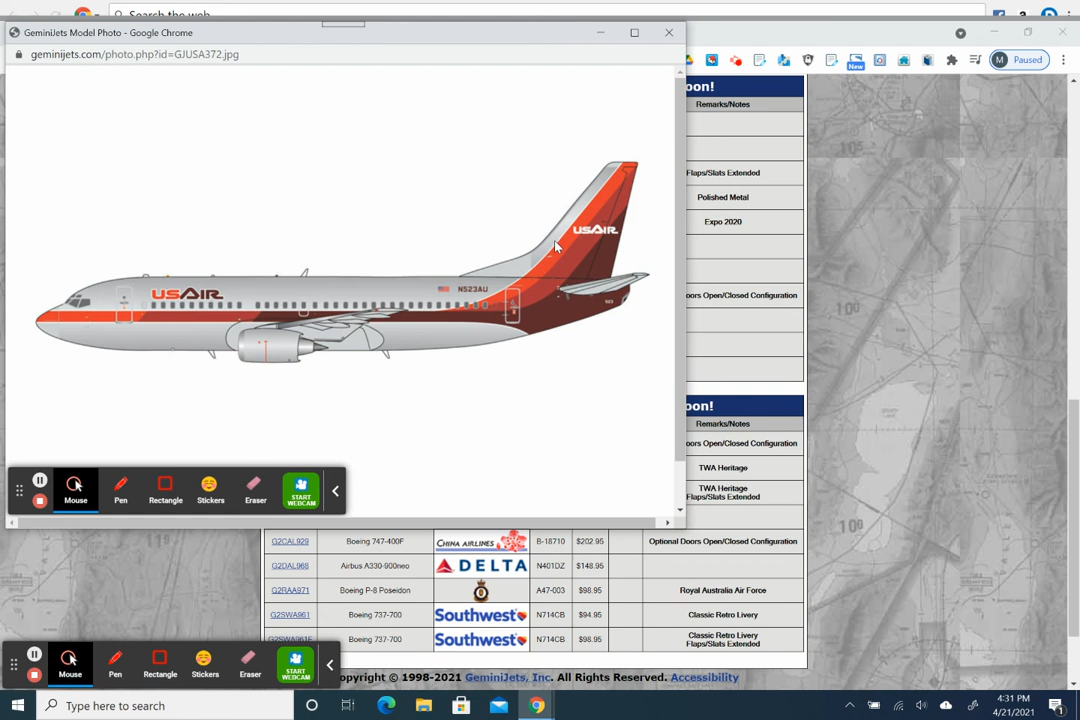 Search the web
GeminiJets Model Photo - Google Chrome
geminijets.com/photo.php?id=GJUSA372.jpg
New
M Paused
oon!
Remarks/Notes
Flaps/Slats Extended
Polished Metal
Expo 2020
oors Open/Closed Configuration
USAIR
USAIR
N523AU
oon!
Remarks/Notes
oors Open/Closed Configuration
TWA Heritage
TWA Heritage
Flaps/Slats Extended
Mouse Pen Rectangle Stickers Eraser START WEBCAM
G2CAL929 Boeing 747-400F CHINA AIRLINES B-18710 $202.95 Optional Doors Open/Closed Configuration
G2DAL968 Airbus A330-900neo DELTA N401DZ $148.95
G2RAA971 Boeing P-8 Poseidon A47-003 $98.95 Royal Australia Air Force
G2SWA961 Boeing 737-700 Southwest N714CB $94.95 Classic Retro Livery
G2SWA961F Boeing 737-700 Southwest N714CB $98.95 Classic Retro Livery
Flaps/Slats Extended
opyright © 1998-2021 GeminiJets, Inc. All Rights Reserved. Accessibility
Mouse Pen Rectangle Stickers Eraser START WEBCAM
Type here to search
4:31 PM
4/21/2021
1